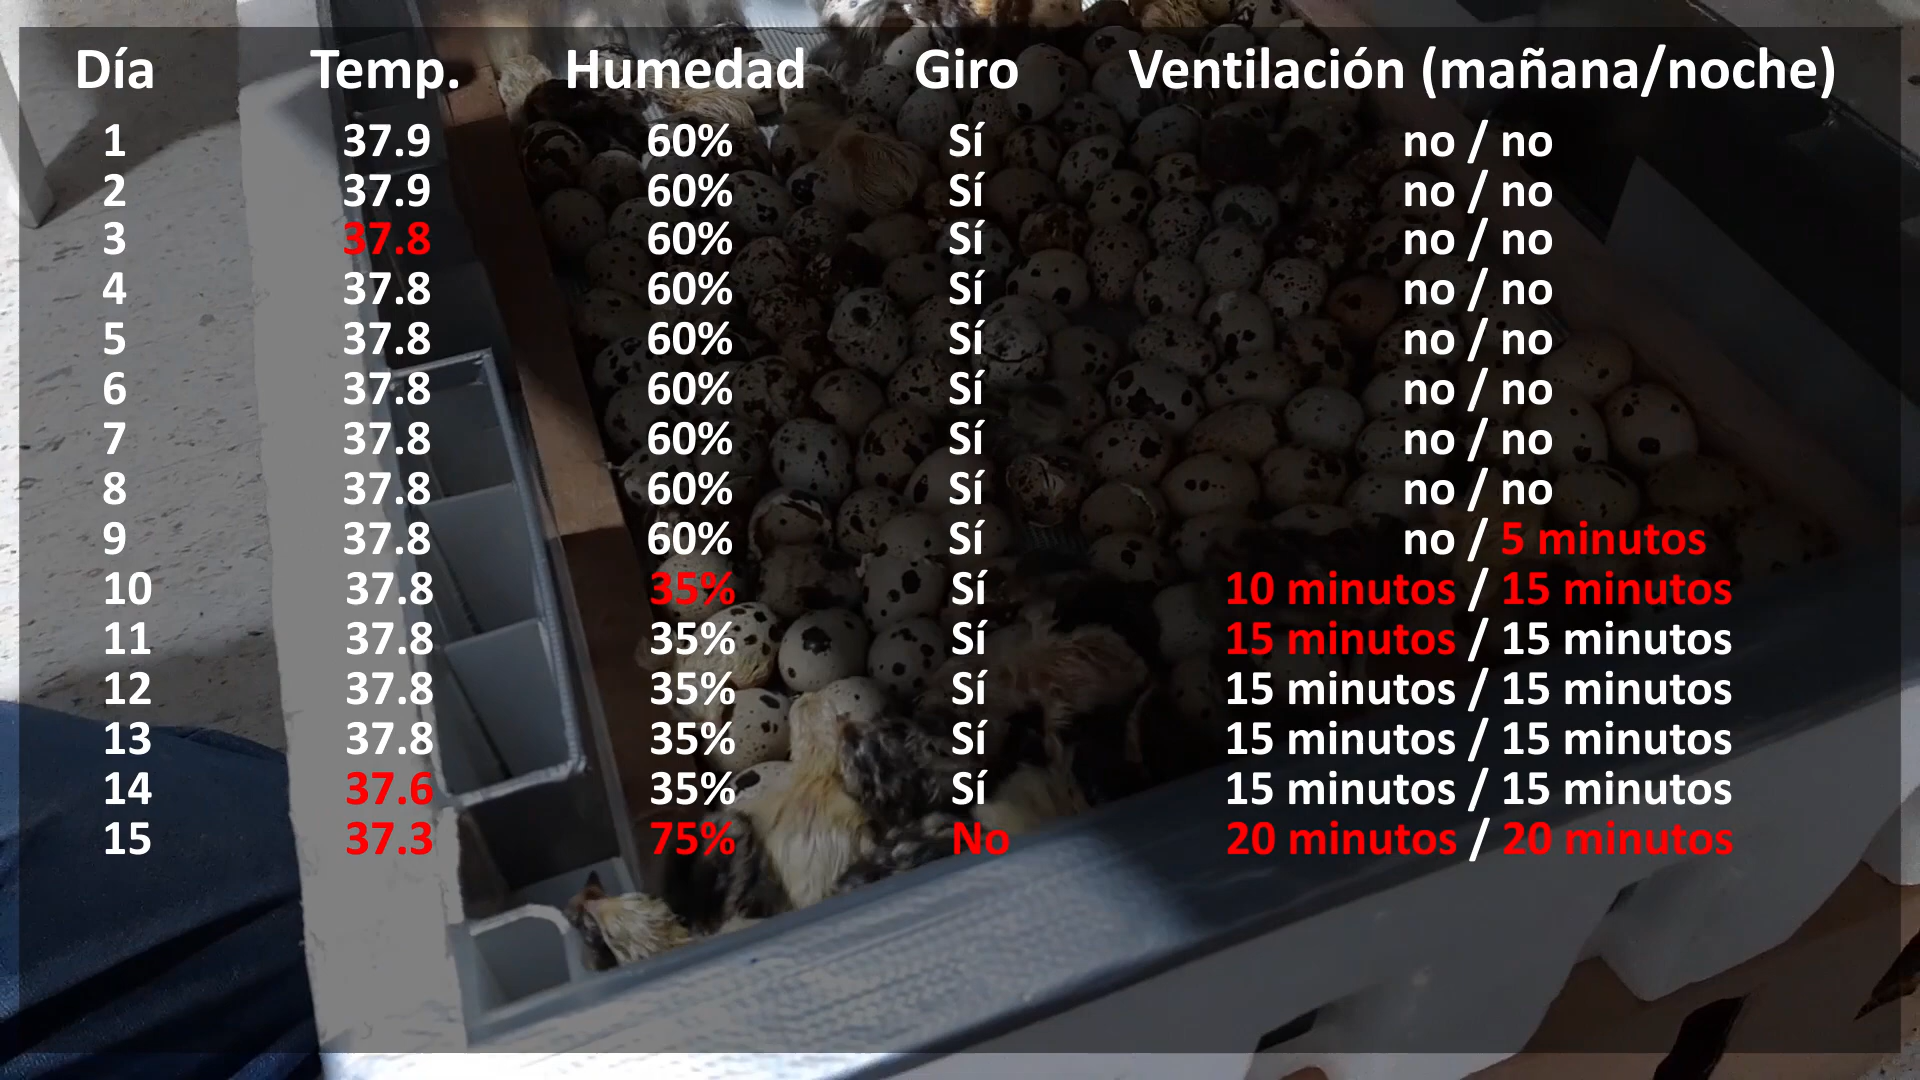 Día Temp. Humedad Giro Ventilación (mañana/noche)
1 37.9 60% Sí no / no
2 37.9 60% Sí no / no
3 37.8 60% Sí no / no
4 37.8 60% Sí no / no
5 37.8 60% Sí no / no
6 37.8 60% Sí no / no
7 37.8 60% Sí no / no
8 37.8 60% Sí no / no
9 37.8 60% Sí no / 5 minutos
10 37.8 35% Sí 10 minutos / 15 minutos
11 37.8 35% Sí 15 minutos / 15 minutos
12 37.8 35% Sí 15 minutos / 15 minutos
13 37.8 35% Sí 15 minutos / 15 minutos
14 37.6 35% Sí 15 minutos / 15 minutos
15 37.3 75% No 20 minutos / 20 minutos